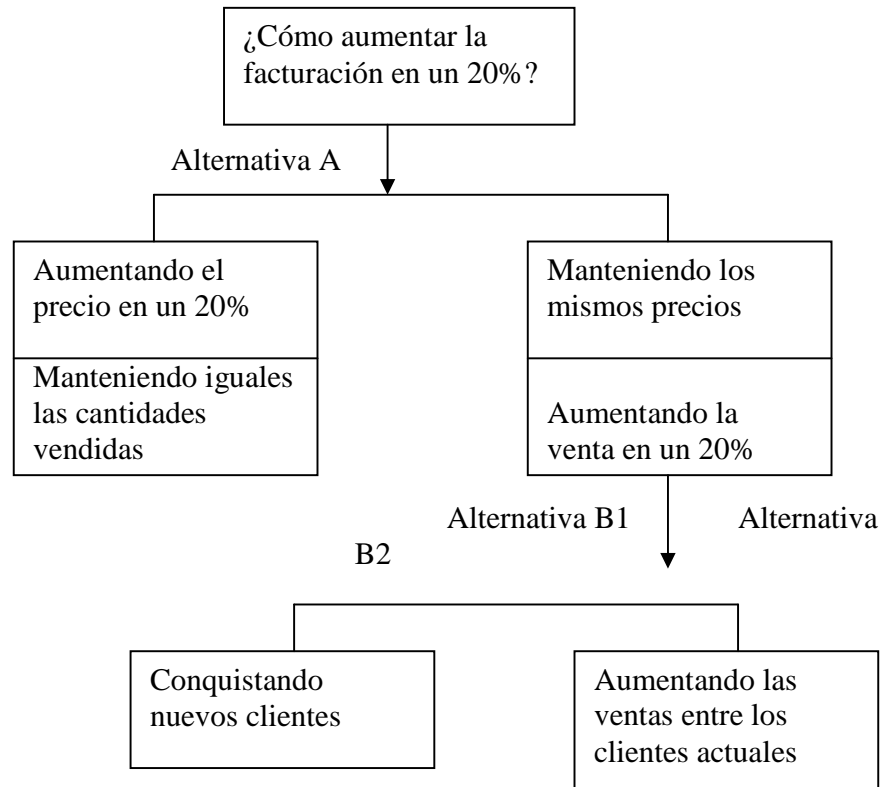 ¿Cómo aumentar la
facturación en un 20%?
Alternativa A
Aumentando el
precio en un 20%
Manteniendo iguales
las cantidades
vendidas
Manteniendo los
mismos precios
Aumentando la
venta en un 20%
Alternativa B1
Alternativa
B2
Conquistando
nuevos clientes
Aumentando las
ventas entre los
clientes actuales